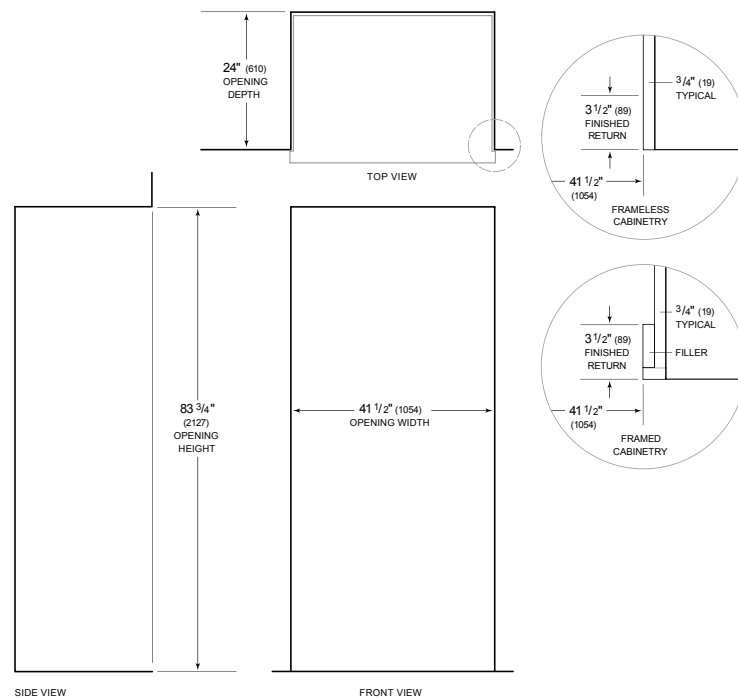 24" (610)
OPENING
DEPTH
TOP VIEW
3/4" (19)
TYPICAL
3 1/2" (89)
FINISHED
RETURN
41 1/2"
(1054)
FRAMELESS
CABINETRY
3/4" (19)
TYPICAL
3 1/2" (89)
FINISHED
RETURN
FILLER
41 1/2"
(1054)
FRAMED
CABINETRY
83 3/4"
(2127)
OPENING
HEIGHT
41 1/2" (1054)
OPENING WIDTH
SIDE VIEW
FRONT VIEW